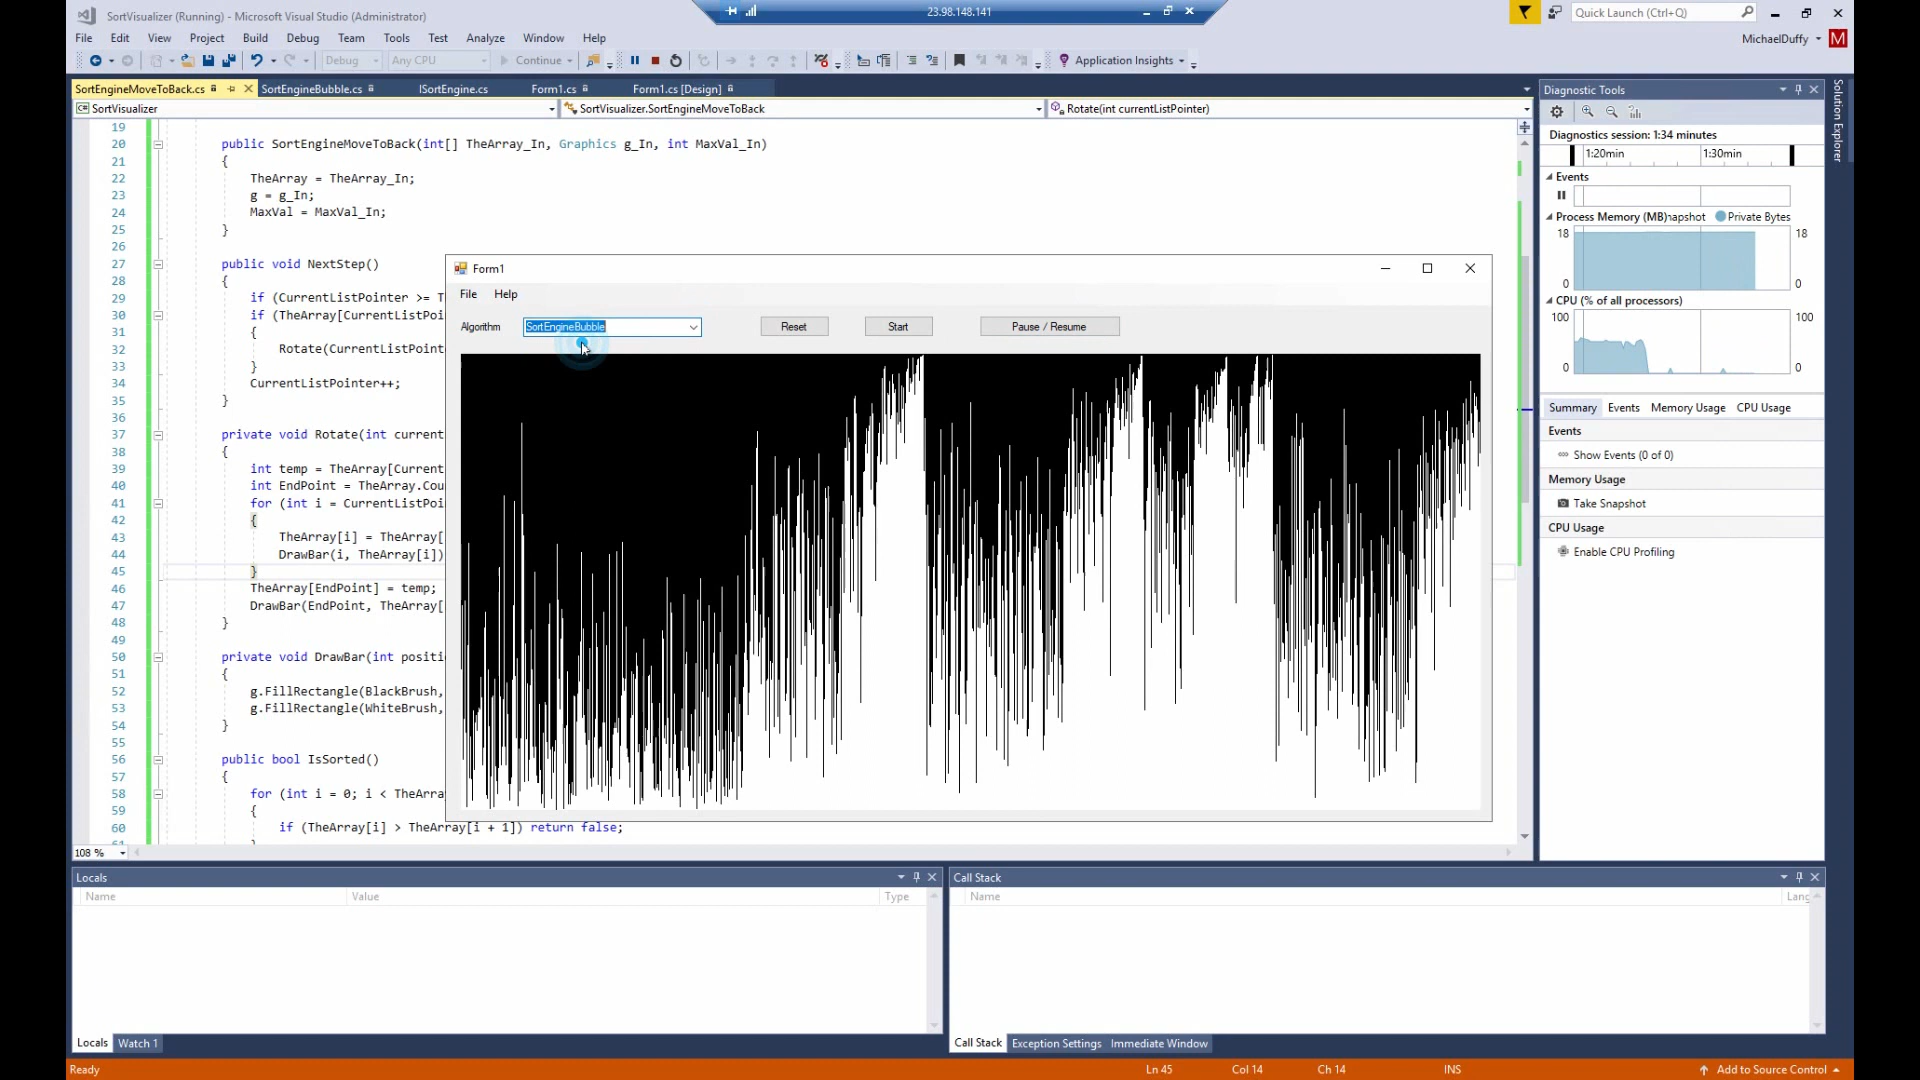 SortVisualizer (Running) - Microsoft Visual Studio (Administrator)
23.98.148.141
Quick Launch (Ctrl+Q)
File Edit View Project Build Debug Team Tools Test Analyze Window Help
MichaelDuffy M
Debug Any CPU Continue Application Insights
SortEngineMoveToBack.cs SortEngineBubble.cs ISortEngine.cs Form1.cs Form1.cs [Design]
SortVisualizer SortVisualizer.SortEngineMoveToBack Rotate(int currentListPointer)
19
20 public SortEngineMoveToBack(int[] TheArray_In, Graphics g_In, int MaxVal_In)
21 {
22 TheArray = TheArray_In;
23 g = g_In;
24 MaxVal = MaxVal_In;
25 }
26
27 public void NextStep()
28 {
29 if (CurrentListPointer >= T
30 if (TheArray[CurrentListPoi
31 {
32 Rotate(CurrentListPointe
33 }
34 CurrentListPointer++;
35 }
36
37 private void Rotate(int current
38 {
39 int temp = TheArray[Current
40 int EndPoint = TheArray.Cou
41 for (int i = CurrentListPoi
42 {
43 TheArray[i] = TheArray[
44 DrawBar(i, TheArray[i])
45 }
46 TheArray[EndPoint] = temp;
47 DrawBar(EndPoint, TheArray[
48 }
49
50 private void DrawBar(int positi
51 {
52 g.FillRectangle(BlackBrush,
53 g.FillRectangle(WhiteBrush,
54 }
55
56 public bool IsSorted()
57 {
58 for (int i = 0; i < TheArra
59 {
60 if (TheArray[i] > TheArray[i + 1]) return false;
108 %
Form1
File Help
Algorithm SortEngineBubble Reset Start Pause / Resume
Diagnostic Tools
Diagnostics session: 1:34 minutes
1:20min 1:30min
Events
Process Memory (MB) napshot Private Bytes
18 18
0 0
CPU (% of all processors)
100 100
0 0
Summary Events Memory Usage CPU Usage
Events
Show Events (0 of 0)
Memory Usage
Take Snapshot
CPU Usage
Enable CPU Profiling
Solution Explorer
Locals
Name Value Type
Locals Watch 1
Call Stack
Name Lang
Call Stack Exception Settings Immediate Window
Ready Ln 45 Col 14 Ch 14 INS Add to Source Control